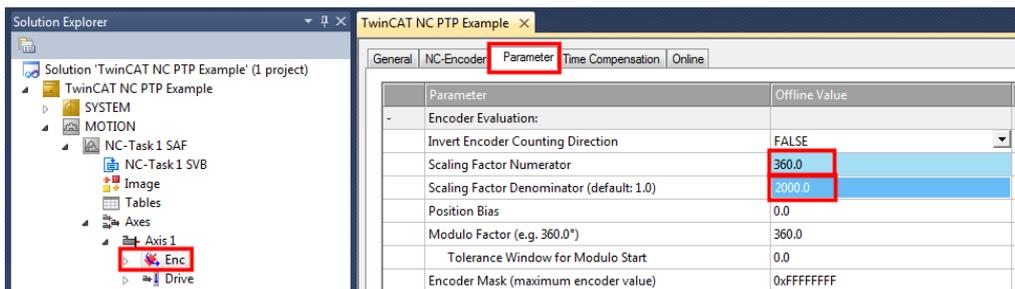 Solution Explorer
TwinCAT NC PTP Example
Solution 'TwinCAT NC PTP Example' (1 project)
TwinCAT NC PTP Example
SYSTEM
MOTION
NC-Task 1 SAF
NC-Task 1 SVB
Image
Tables
Axes
Axis 1
Enc
Drive
General NC-Encoder Parameter Time Compensation Online
Parameter Offline Value
- Encoder Evaluation:
Invert Encoder Counting Direction FALSE
Scaling Factor Numerator 360.0
Scaling Factor Denominator (default: 1.0) 2000.0
Position Bias 0.0
Modulo Factor (e.g. 360.0°) 360.0
Tolerance Window for Modulo Start 0.0
Encoder Mask (maximum encoder value) 0xFFFFFFFF